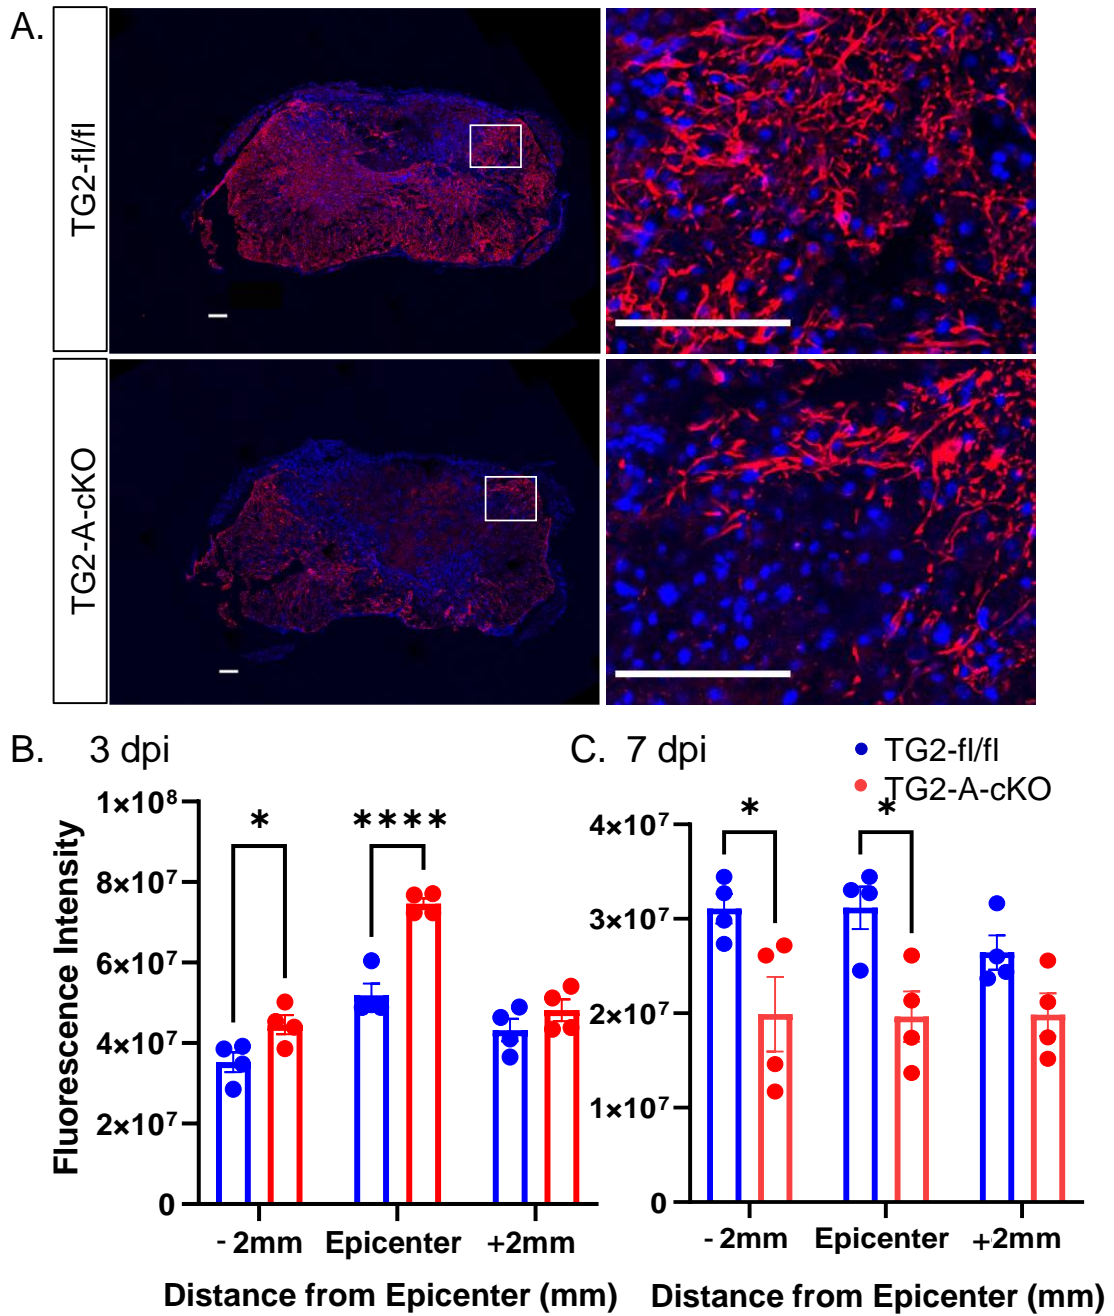 A.
TG2-fl/fl
TG2-A-cKO
B. 3 dpi
Fluorescence Intensity
1×10⁸
8×10⁷
6×10⁷
4×10⁷
2×10⁷
0
*
****
- 2mm Epicenter +2mm
Distance from Epicenter (mm)
C. 7 dpi
TG2-fl/fl
TG2-A-cKO
4×10⁷
3×10⁷
2×10⁷
1×10⁷
0
*
*
- 2mm Epicenter +2mm
Distance from Epicenter (mm)